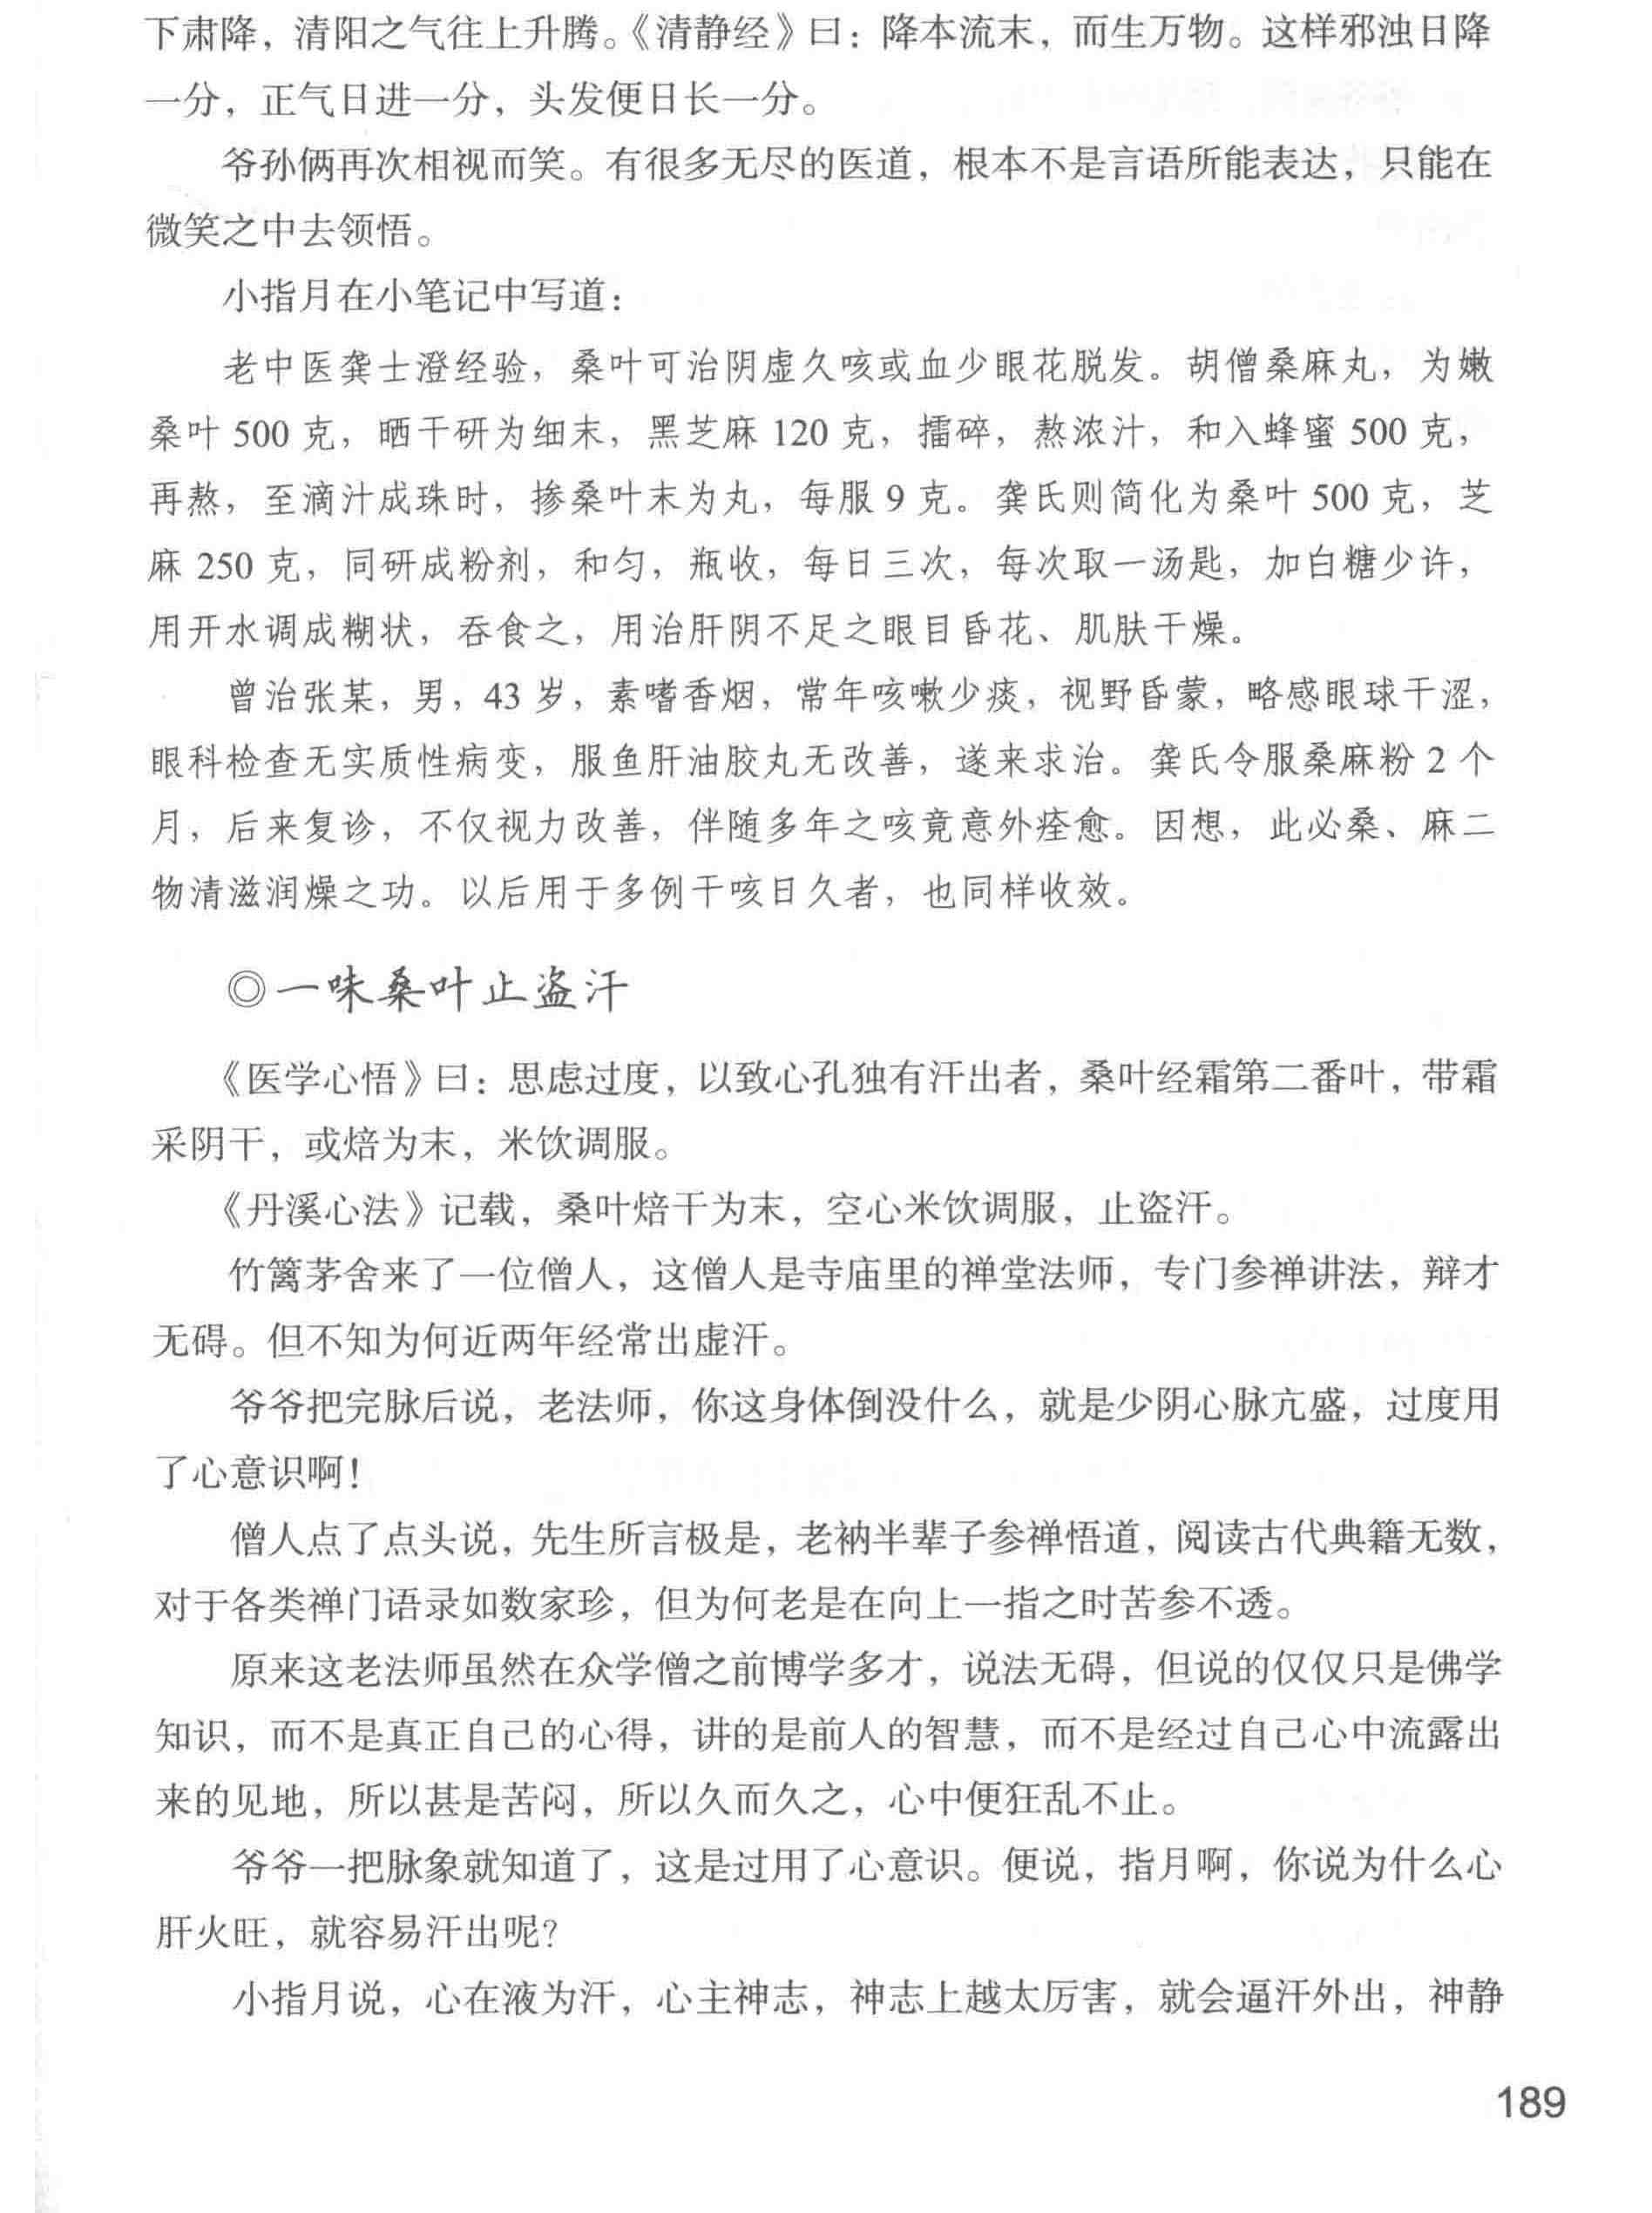 下肃降，清阳之气往上升腾。《清静经》曰：降本流末，而生万物。这样邪浊日降
一分，正气日进一分，头发便日长一分。
爷孙俩再次相视而笑。有很多无尽的医道，根本不是言语所能表达，只能在
微笑之中去领悟。
小指月在小笔记中写道：
老中医龚士澄经验，桑叶可治阴虚久咳或血少眼花脱发。胡僧桑麻丸，为嫩
桑叶 500 克，晒干研为细末，黑芝麻 120 克，擂碎，熬浓汁，和入蜂蜜 500 克，
再熬，至滴汁成珠时，掺桑叶末为丸，每服 9 克。龚氏则简化为桑叶 500 克，芝
麻 250 克，同研成粉剂，和匀，瓶收，每日三次，每次取一汤匙，加白糖少许，
用开水调成糊状，吞食之，用治肝阴不足之眼目昏花、肌肤干燥。
曾治张某，男，43 岁，素嗜香烟，常年咳嗽少痰，视野昏蒙，略感眼球干涩，
眼科检查无实质性病变，服鱼肝油胶丸无改善，遂来求治。龚氏令服桑麻粉 2 个
月，后来复诊，不仅视力改善，伴随多年之咳竟意外痊愈。因想，此必桑、麻二
物清滋润燥之功。以后用于多例干咳日久者，也同样收效。
◎一味桑叶止盗汗
《医学心悟》曰：思虑过度，以致心孔独有汗出者，桑叶经霜第二番叶，带霜
采阴干，或焙为末，米饮调服。
《丹溪心法》记载，桑叶焙干为末，空心米饮调服，止盗汗。
竹篱茅舍来了一位僧人，这僧人是寺庙里的禅堂法师，专门参禅讲法，辩才
无碍。但不知为何近两年经常出虚汗。
爷爷把完脉后说，老法师，你这身体倒没什么，就是少阴心脉亢盛，过度用
了心意识啊！
僧人点了点头说，先生所言极是，老衲半辈子参禅悟道，阅读古代典籍无数，
对于各类禅门语录如数家珍，但为何老是在向上一指之时苦参不透。
原来这老法师虽然在众学僧之前博学多才，说法无碍，但说的仅仅只是佛学
知识，而不是真正自己的心得，讲的是前人的智慧，而不是经过自己心中流露出
来的见地，所以甚是苦闷，所以久而久之，心中便狂乱不止。
爷爷一把脉象就知道了，这是过用了心意识。便说，指月啊，你说为什么心
肝火旺，就容易汗出呢？
小指月说，心在液为汗，心主神志，神志上越太厉害，就会逼汗外出，神静
189